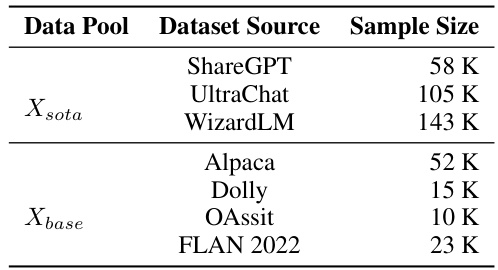 Data Pool Dataset Source Sample Size
ShareGPT 58 K
UltraChat 105 K
X_{sota} WizardLM 143 K
Alpaca 52 K
Dolly 15 K
X_{base} OAssit 10 K
FLAN 2022 23 K